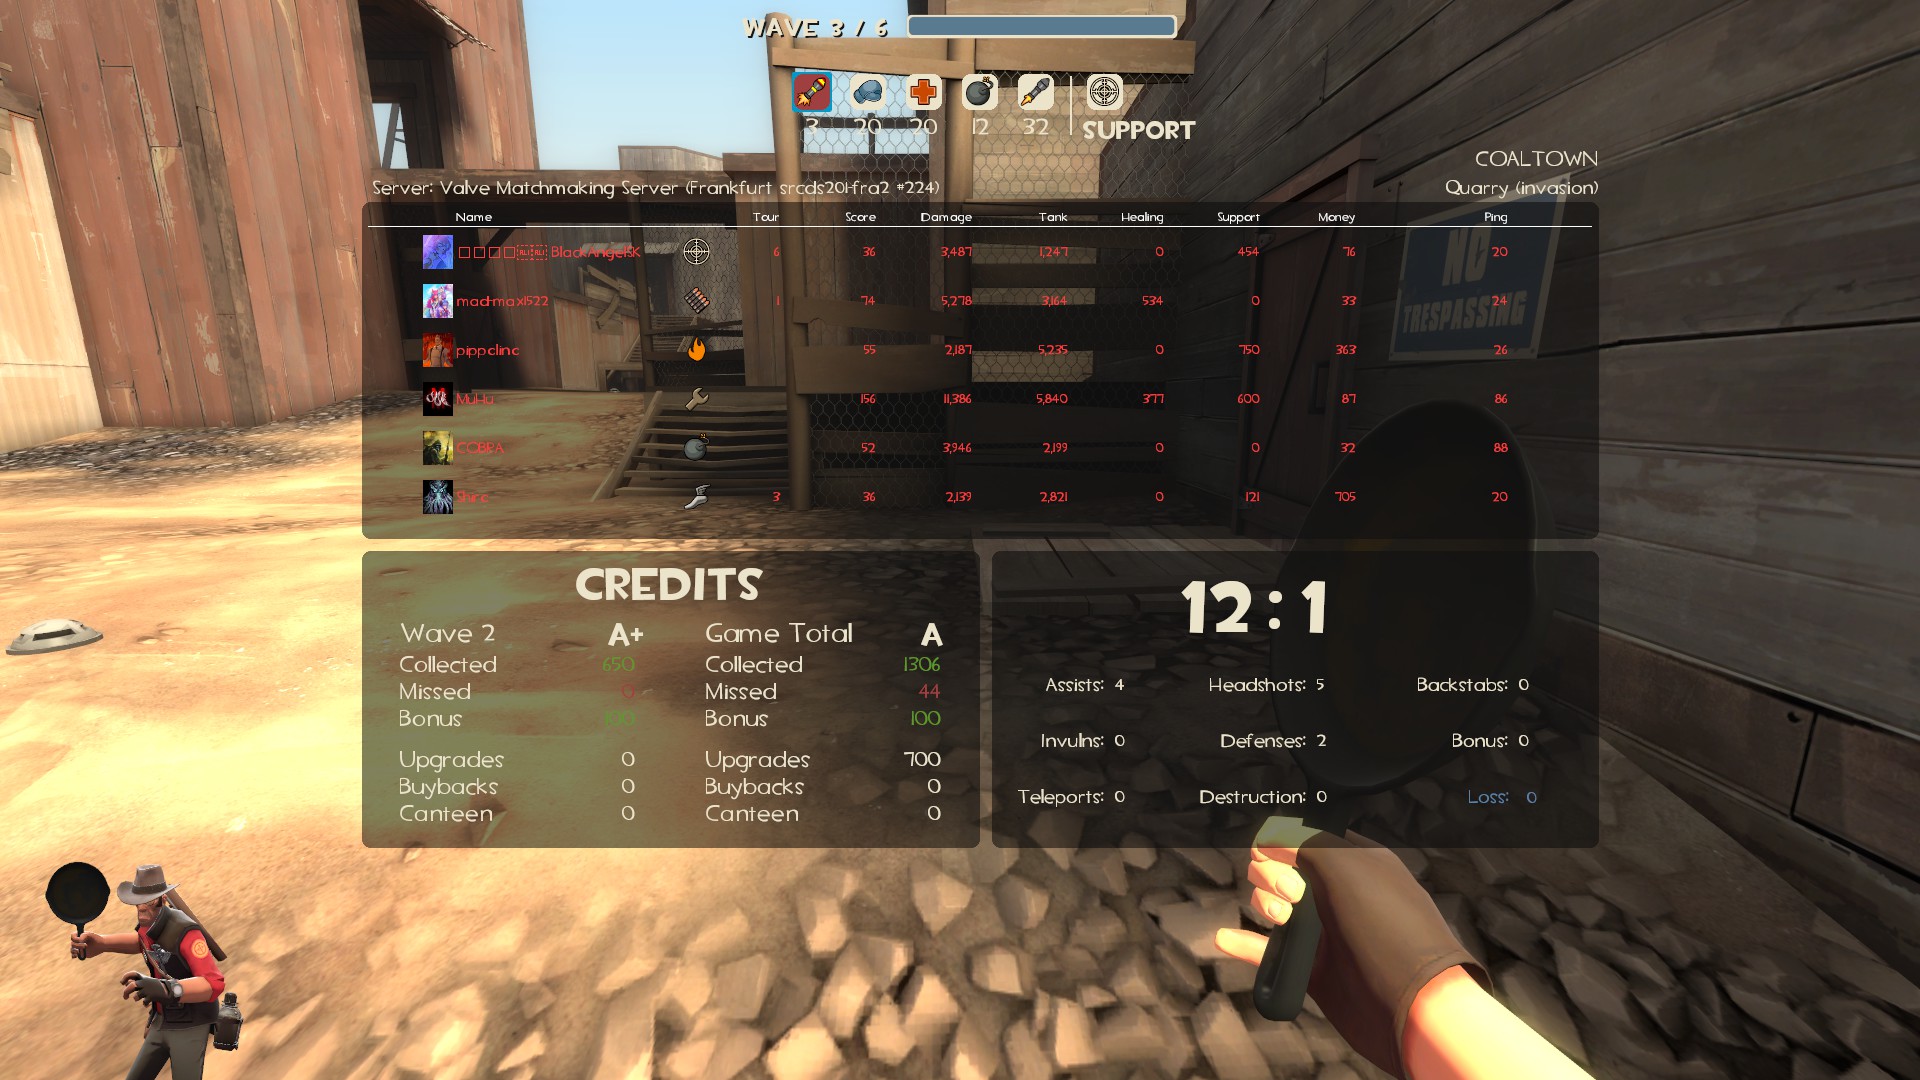 WAVE 3 / 6
3 20 20 12 32 SUPPORT
COALTOWN
Server: Valve Matchmaking Server (Frankfurt srcds201-fra2 #224) Quarry (invasion)
Name Tour Score Damage Tank Healing Support Money Ping
BlackAngelSK 6 36 3,487 1,247 0 454 76 20
mad-max1522 1 74 5,278 3,164 534 0 33 24
pippolino 55 2,187 5,235 0 750 363 26
MuHu 156 11,386 5,840 377 600 87 86
COBRA 52 3,946 2,199 0 0 32 88
Shiro 3 36 2,139 2,821 0 121 705 20
NO
TRESPASSING
CREDITS
Wave 2 A+ Game Total A
Collected 650 Collected 1306
Missed 0 Missed 44
Bonus 100 Bonus 100
Upgrades 0 Upgrades 700
Buybacks 0 Buybacks 0
Canteen 0 Canteen 0
12 : 1
Assists: 4 Headshots: 5 Backstabs: 0
Invulns: 0 Defenses: 2 Bonus: 0
Teleports: 0 Destruction: 0 Loss: 0